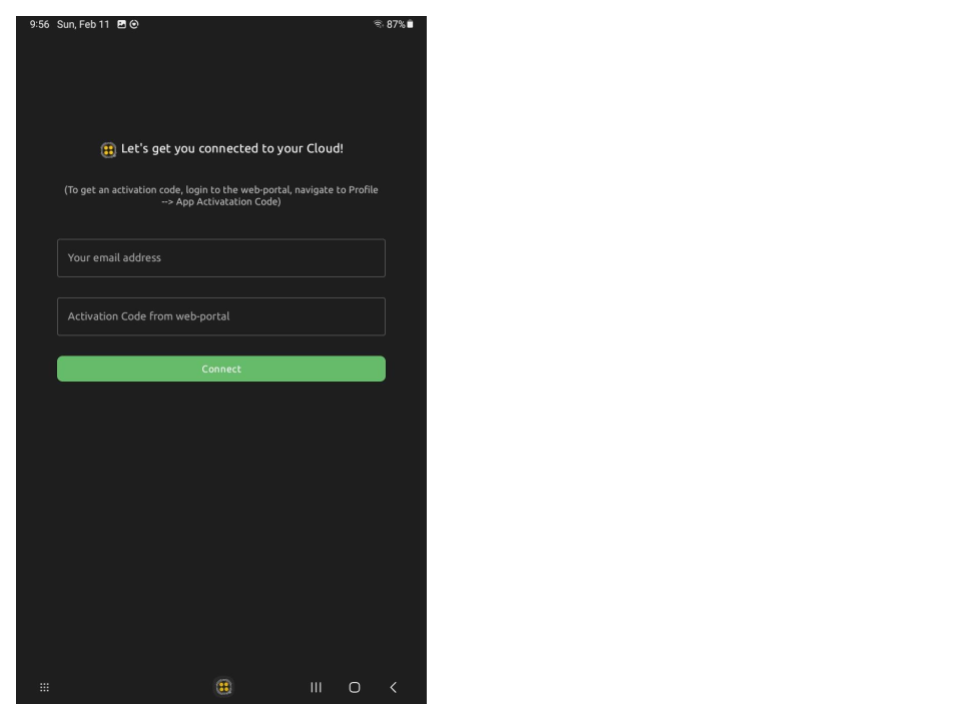 9:56 Sun, Feb 11 87%
Let's get you connected to your Cloud!
(To get an activation code, login to the web-portal, navigate to Profile
--> App Activatation Code)
Your email address
Activation Code from web-portal
Connect